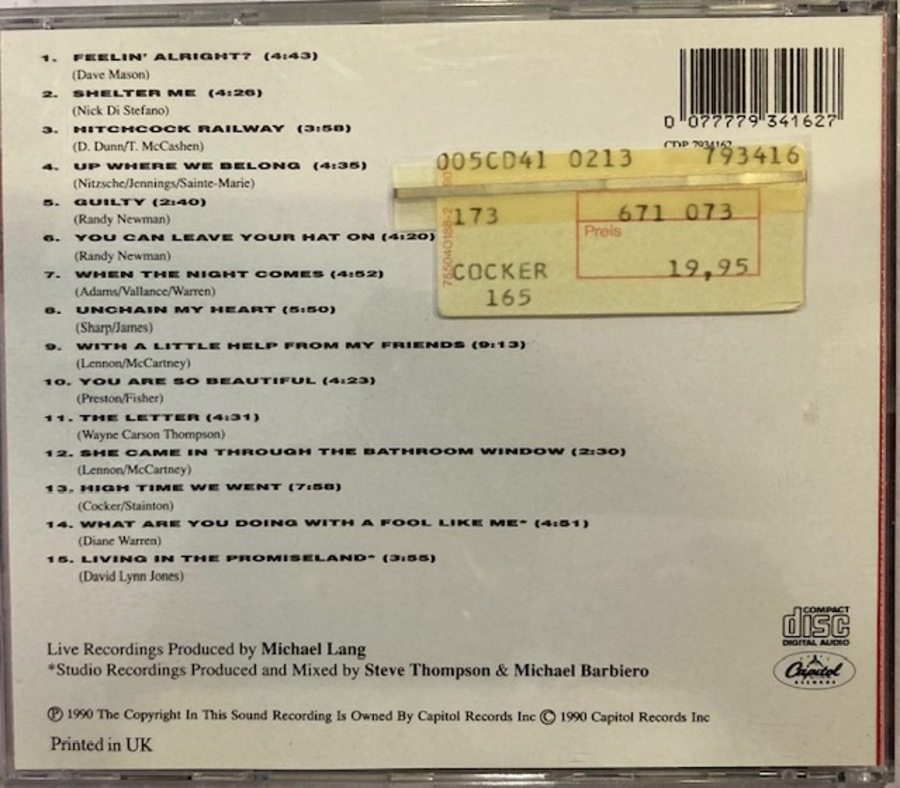 1. FEELIN' ALRIGHT? (4:43)
(Dave Mason)
2. SHELTER ME (4:26)
(Nick Di Stefano)
3. HITCHCOCK RAILWAY (3:58)
(D. Dunn/T. McCashen)
4. UP WHERE WE BELONG (4:35)
(Nitzsche/Jennings/Sainte-Marie)
5. GUILTY (2:40)
(Randy Newman)
6. YOU CAN LEAVE YOUR HAT ON (4:20)
(Randy Newman)
7. WHEN THE NIGHT COMES (4:52)
(Adams/Vallance/Warren)
8. UNCHAIN MY HEART (5:50)
(Sharp/James)
9. WITH A LITTLE HELP FROM MY FRIENDS (9:13)
(Lennon/McCartney)
10. YOU ARE SO BEAUTIFUL (4:23)
(Preston/Fisher)
11. THE LETTER (4:31)
(Wayne Carson Thompson)
12. SHE CAME IN THROUGH THE BATHROOM WINDOW (2:30)
(Lennon/McCartney)
13. HIGH TIME WE WENT (7:58)
(Cocker/Stainton)
14. WHAT ARE YOU DOING WITH A FOOL LIKE ME* (4:51)
(Diane Warren)
15. LIVING IN THE PROMISELAND* (3:55)
(David Lynn Jones)
0 077779 341627
CDP 7934162
005CD41 0213 793416
173 671 073
Preis
COCKER 19,95
165
COMPACT
disc
DIGITAL AUDIO
Capitol
RECORDS
Live Recordings Produced by Michael Lang
*Studio Recordings Produced and Mixed by Steve Thompson & Michael Barbiero
℗ 1990 The Copyright In This Sound Recording Is Owned By Capitol Records Inc © 1990 Capitol Records Inc
Printed in UK